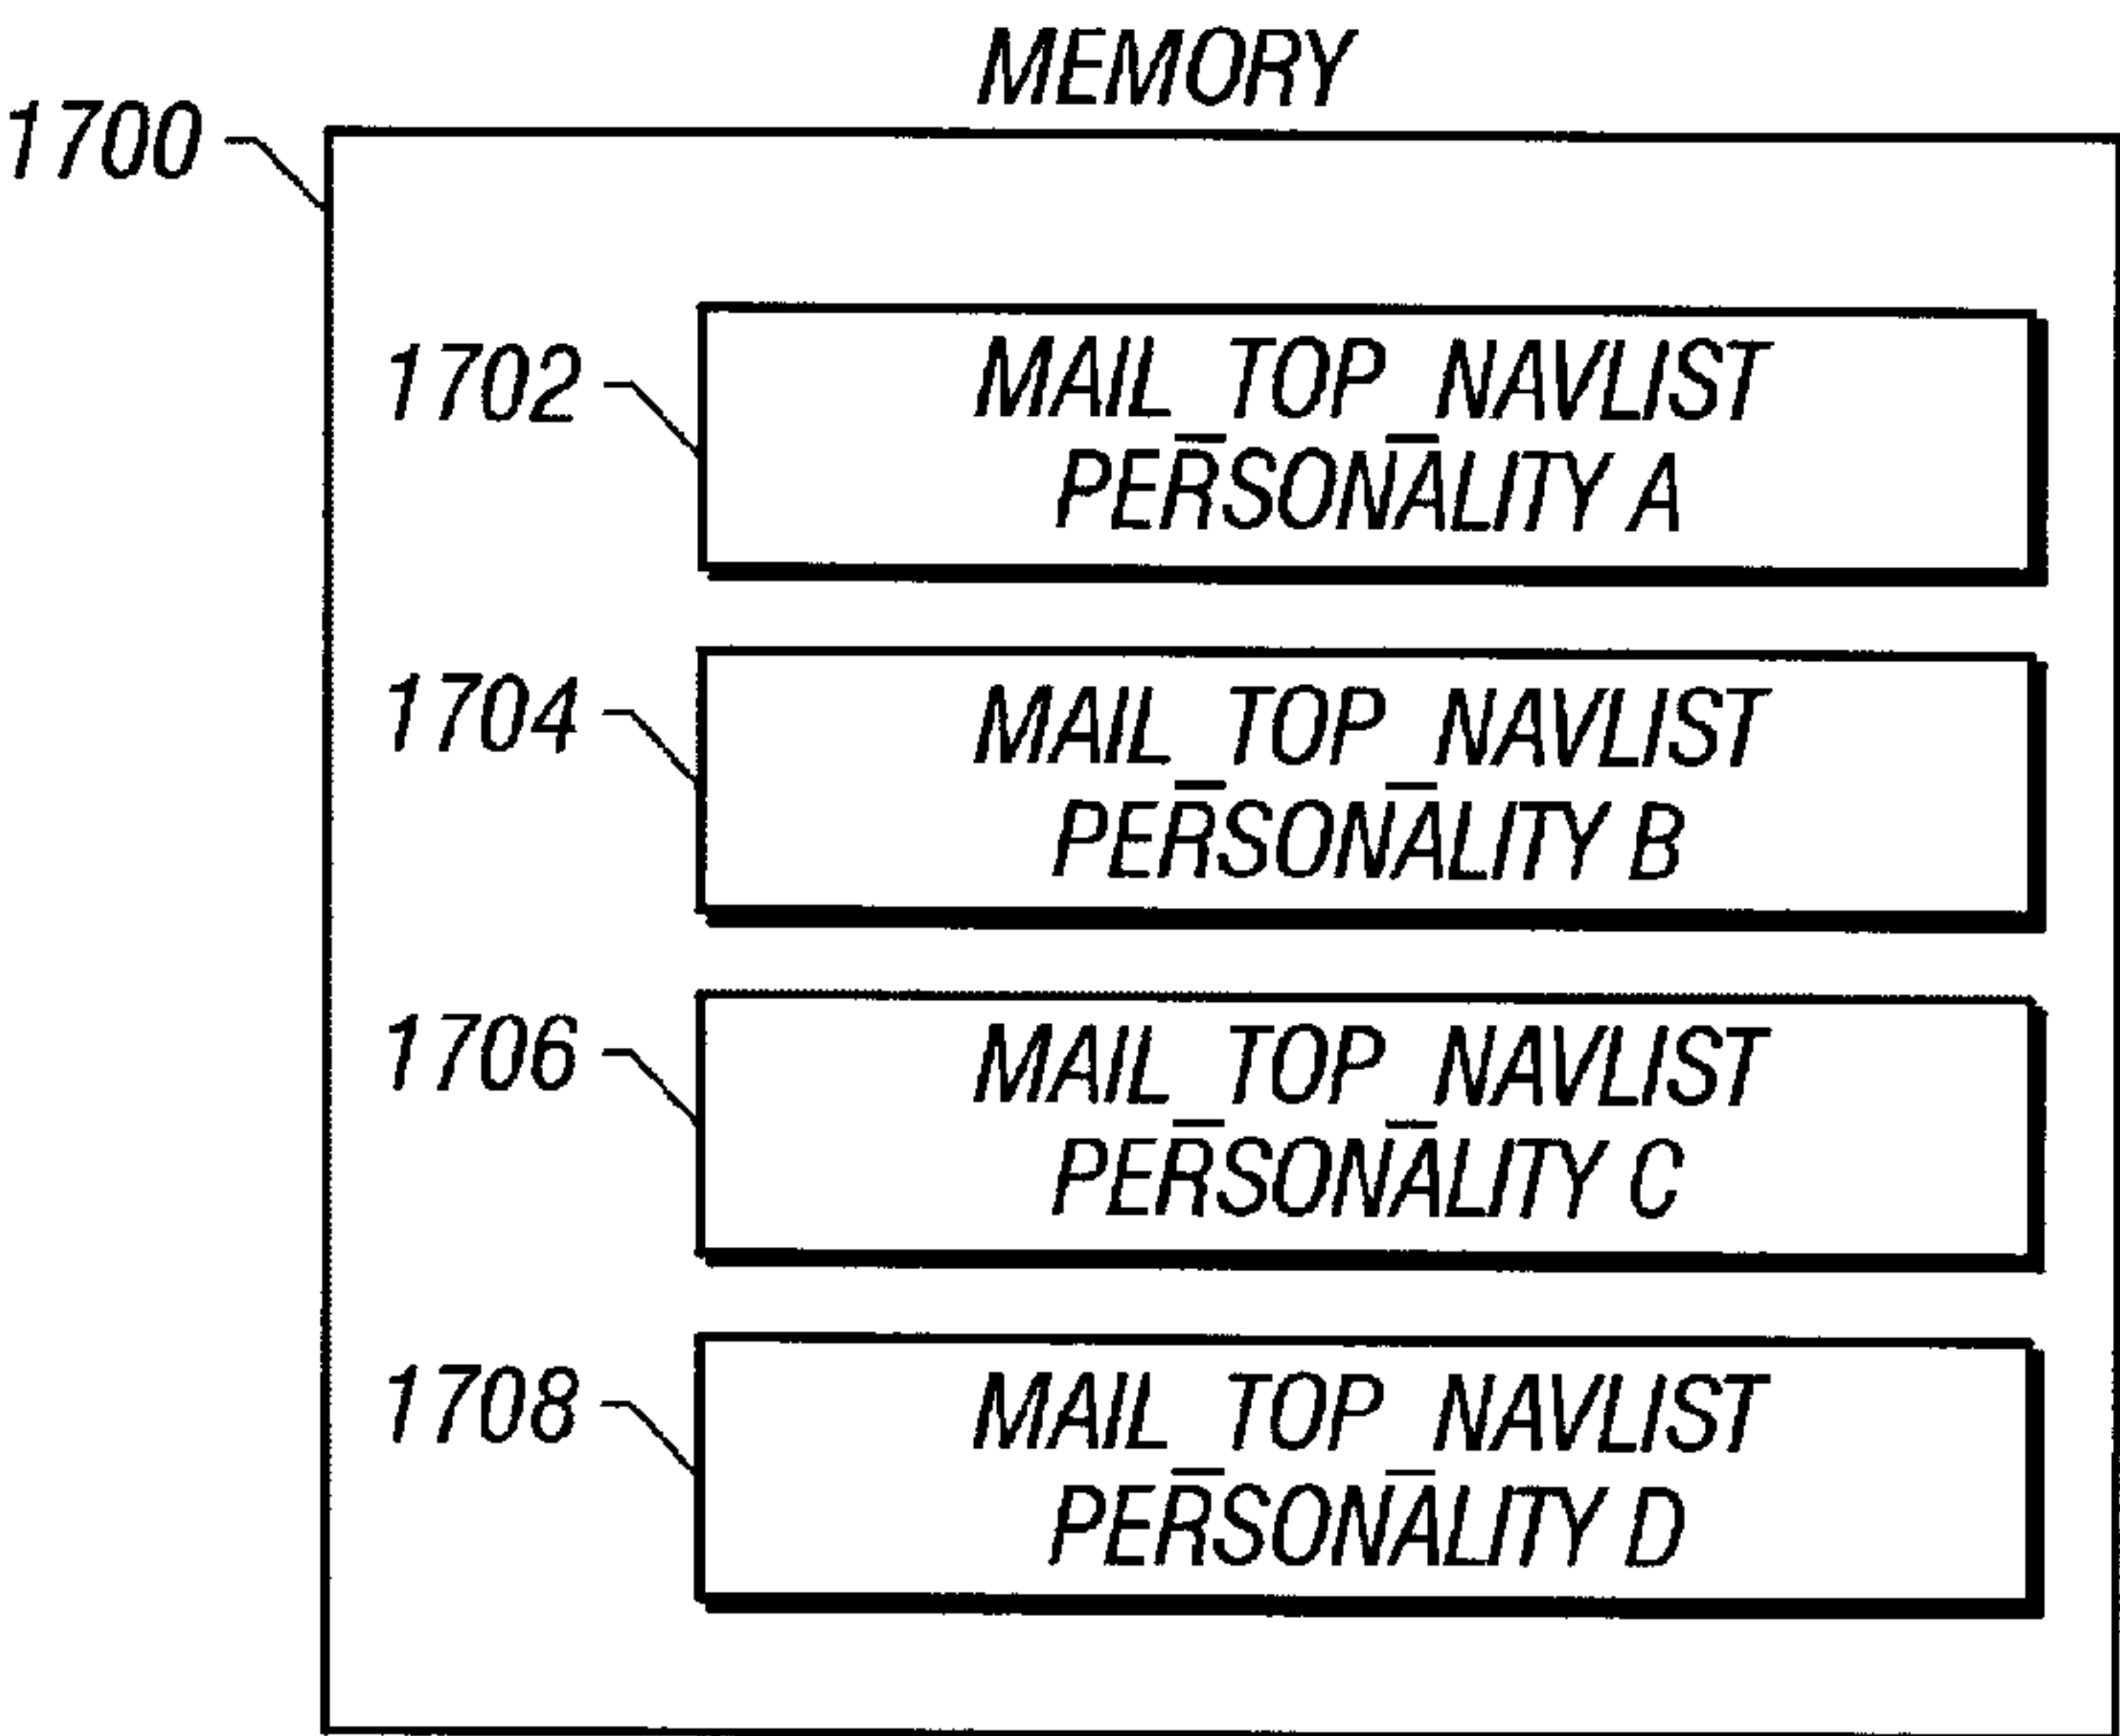 MEMORY
1700
1702
MAIL_TOP_NAVLIST
PERSONALITY A
1704
MAIL_TOP_NAVLIST
PERSONALITY B
1706
MAIL_TOP_NAVLIST
PERSONALITY C
1708
MAIL_TOP_NAVLIST
PERSONALITY D